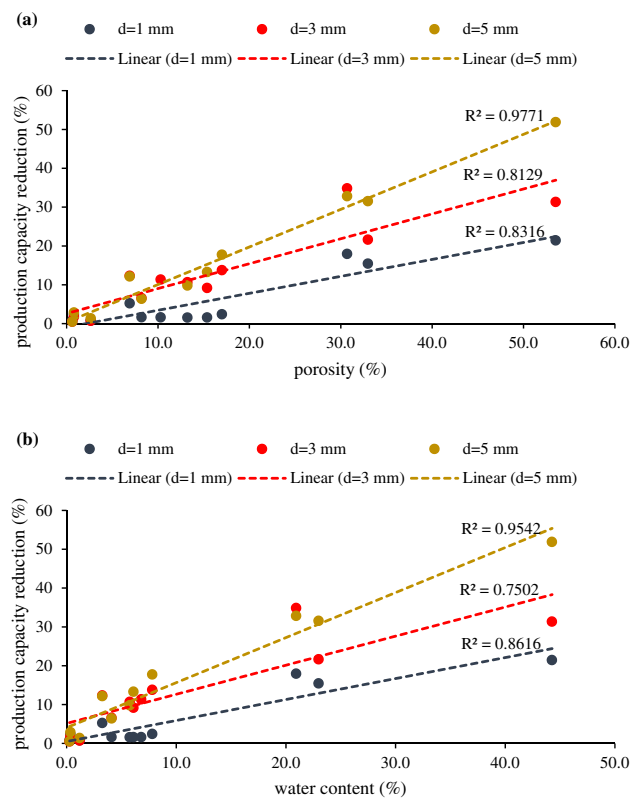 (a)
d=1 mm d=3 mm d=5 mm
Linear (d=1 mm) Linear (d=3 mm) Linear (d=5 mm)
production capacity reduction (%)
60
50
40
30
20
10
0
R² = 0.9771
R² = 0.8129
R² = 0.8316
0.0 10.0 20.0 30.0 40.0 50.0 60.0
porosity (%)
(b)
d=1 mm d=3 mm d=5 mm
Linear (d=1 mm) Linear (d=3 mm) Linear (d=5 mm)
production capacity reduction (%)
60
50
40
30
20
10
0
R² = 0.9542
R² = 0.7502
R² = 0.8616
0.0 10.0 20.0 30.0 40.0 50.0
water content (%)